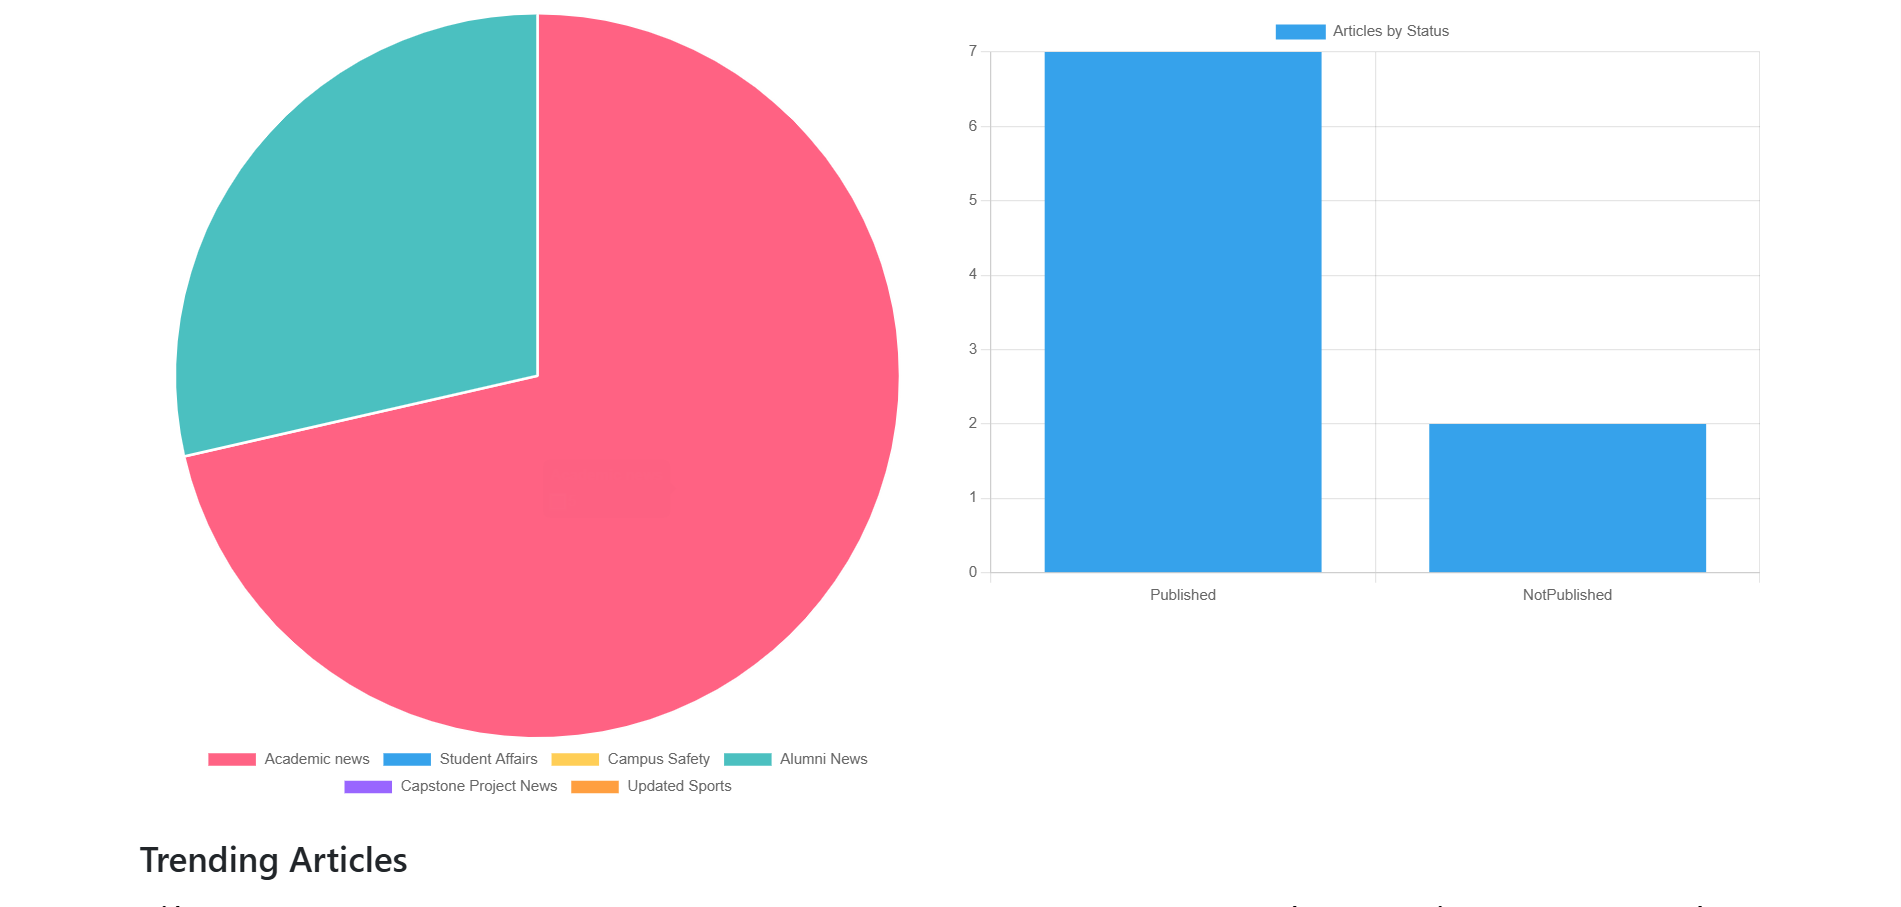 Academic news
Student Affairs
Campus Safety
Alumni News
Capstone Project News
Updated Sports
Articles by Status
7
6
5
4
3
2
1
0
Published
NotPublished
Trending Articles